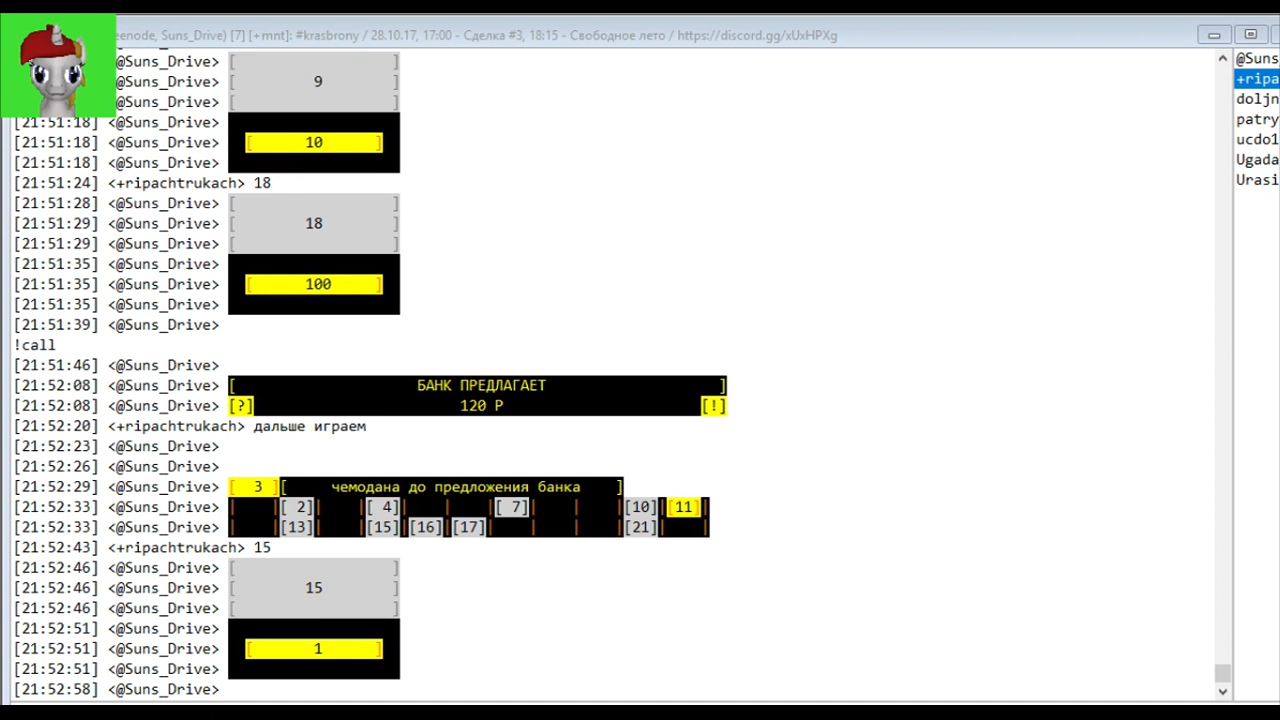 eenode, Suns_Drive) [7] [+mnt]: #krasbrony / 28.10.17, 17:00 - Сделка #3, 18:15 - Свободное лето / https://discord.gg/xUxHPXg
@Suns_Drive> [ ]
@Suns_Drive> [ 9 ]
@Suns_Drive> [ ]
[21:51:18] <@Suns_Drive>
[21:51:18] <@Suns_Drive> [ 10 ]
[21:51:18] <@Suns_Drive>
[21:51:24] <+ripachtrukach> 18
[21:51:28] <@Suns_Drive> [ ]
[21:51:29] <@Suns_Drive> [ 18 ]
[21:51:29] <@Suns_Drive> [ ]
[21:51:35] <@Suns_Drive>
[21:51:35] <@Suns_Drive> [ 100 ]
[21:51:35] <@Suns_Drive>
[21:51:39] <@Suns_Drive>
!call
[21:51:46] <@Suns_Drive>
[21:52:08] <@Suns_Drive> [ БАНК ПРЕДЛАГАЕТ ]
[21:52:08] <@Suns_Drive> [?] 120 Р [!]
[21:52:20] <+ripachtrukach> дальше играем
[21:52:23] <@Suns_Drive>
[21:52:26] <@Suns_Drive>
[21:52:29] <@Suns_Drive> [ 3 ][ чемодана до предложения банка ]
[21:52:33] <@Suns_Drive> | [ 2]| [ 4]| | [ 7]| | |[10]|[11]|
[21:52:33] <@Suns_Drive> | [13]| [15]|[16]|[17]| | | |[21]| |
[21:52:43] <+ripachtrukach> 15
[21:52:46] <@Suns_Drive> [ ]
[21:52:46] <@Suns_Drive> [ 15 ]
[21:52:46] <@Suns_Drive> [ ]
[21:52:51] <@Suns_Drive>
[21:52:51] <@Suns_Drive> [ 1 ]
[21:52:51] <@Suns_Drive>
[21:52:58] <@Suns_Drive>
@Suns
+ripa
doljn
patry
ucdo1
Ugada
Urasi